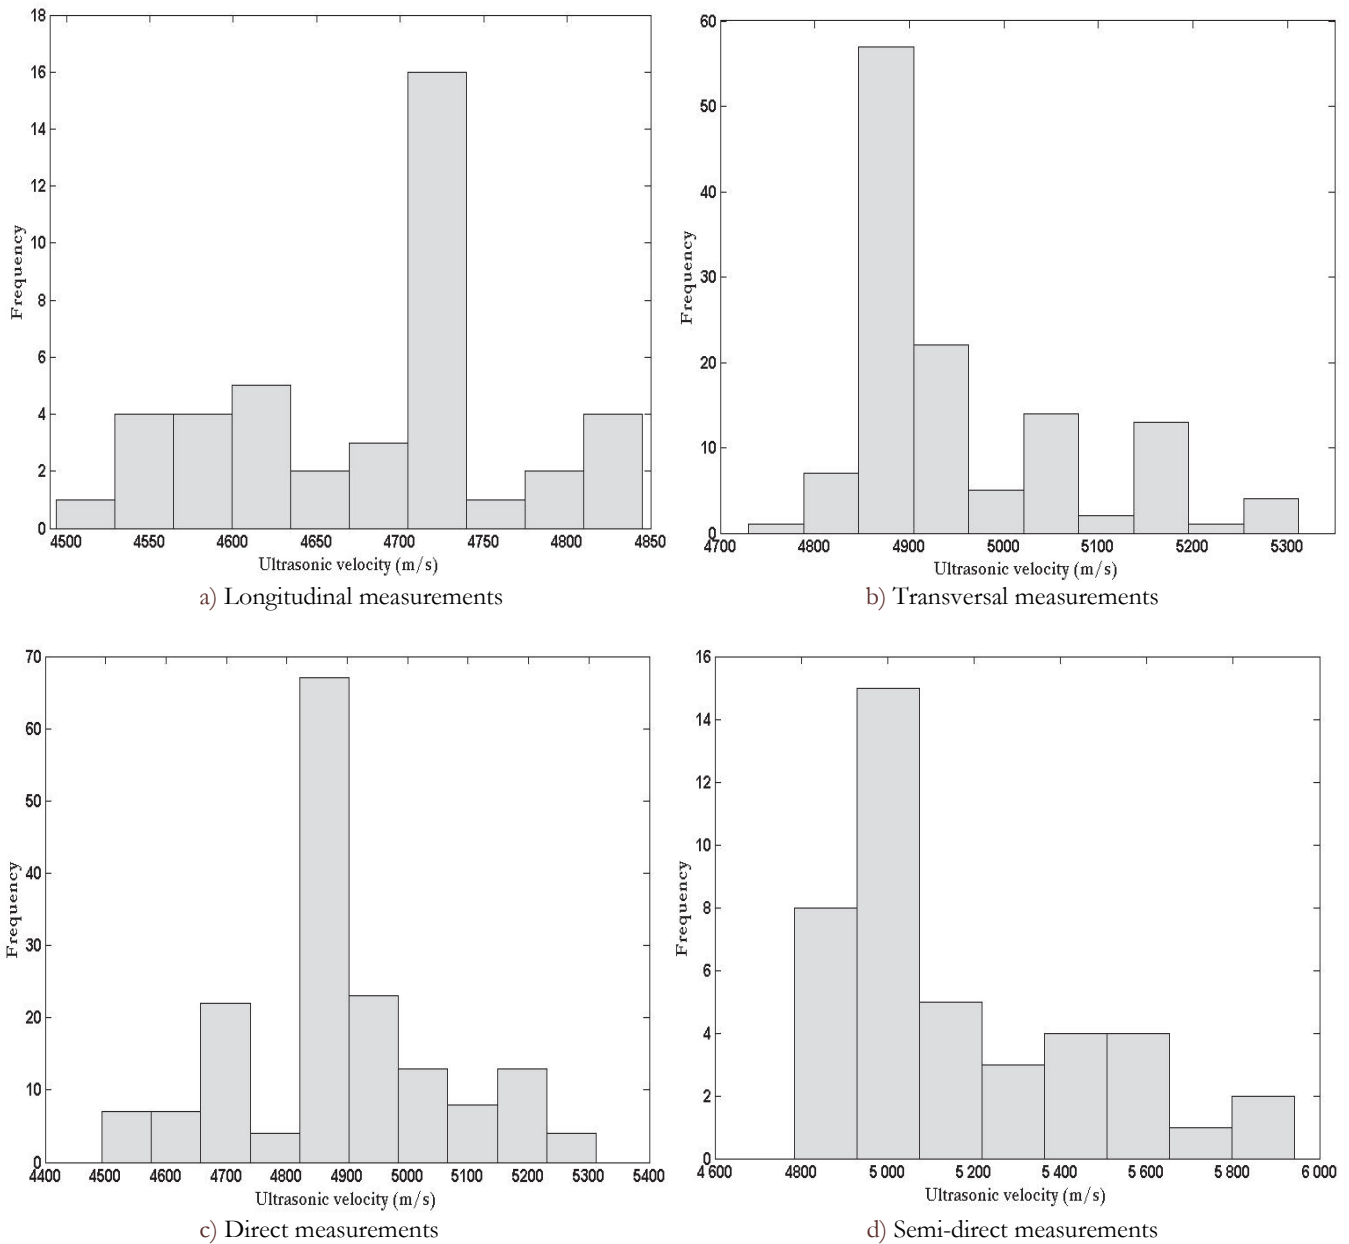 18
16
14
12
10
8
6
4
2
0
Frequency
4500 4550 4600 4650 4700 4750 4800 4850
Ultrasonic velocity (m/s)
a) Longitudinal measurements
60
50
40
30
20
10
0
Frequency
4700 4800 4900 5000 5100 5200 5300
Ultrasonic velocity (m/s)
b) Transversal measurements
70
60
50
40
30
20
10
0
Frequency
4400 4500 4600 4700 4800 4900 5000 5100 5200 5300 5400
Ultrasonic velocity (m/s)
c) Direct measurements
16
14
12
10
8
6
4
2
0
Frequency
4 600 4800 5 000 5 200 5 400 5 600 5 800 6 000
Ultrasonic velocity (m/s)
d) Semi-direct measurements